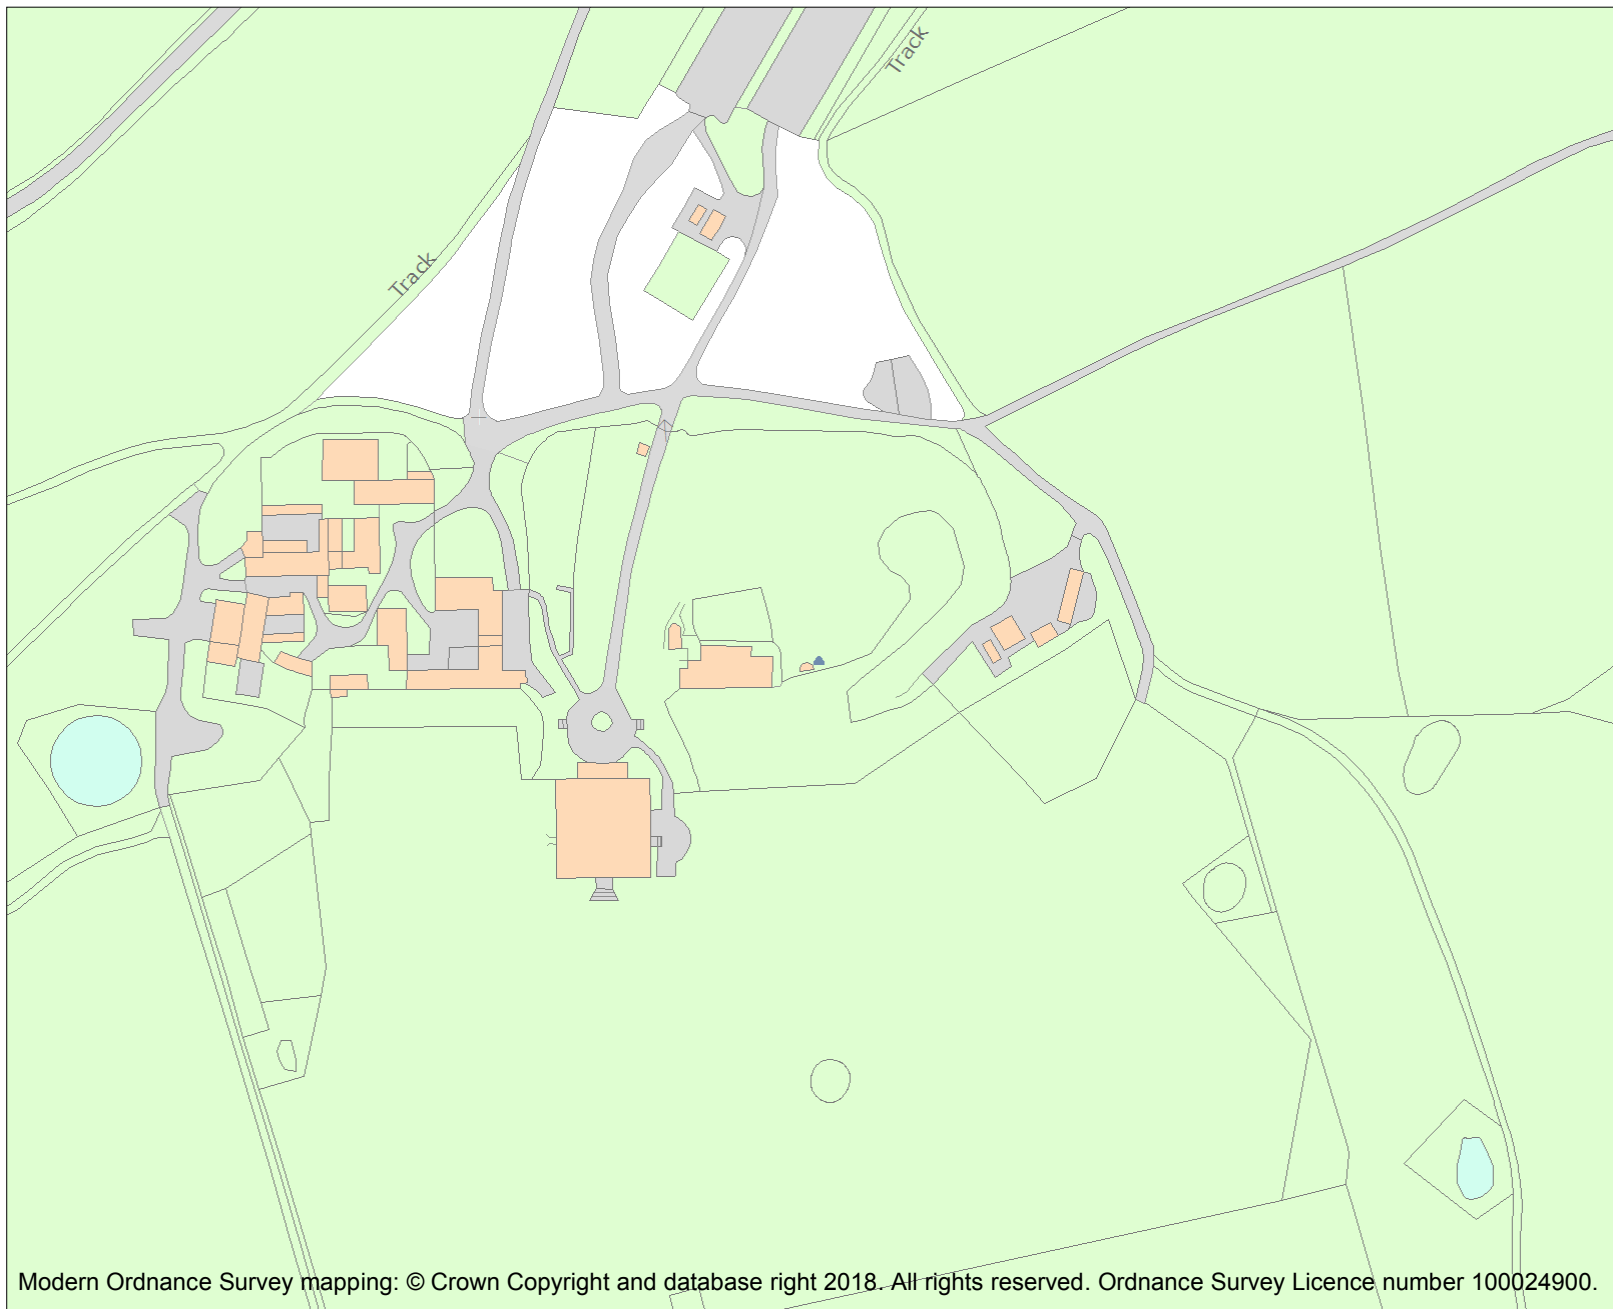 Track
Track
Modern Ordnance Survey mapping: © Crown Copyright and database right 2018. All rights reserved. Ordnance Survey Licence number 100024900.